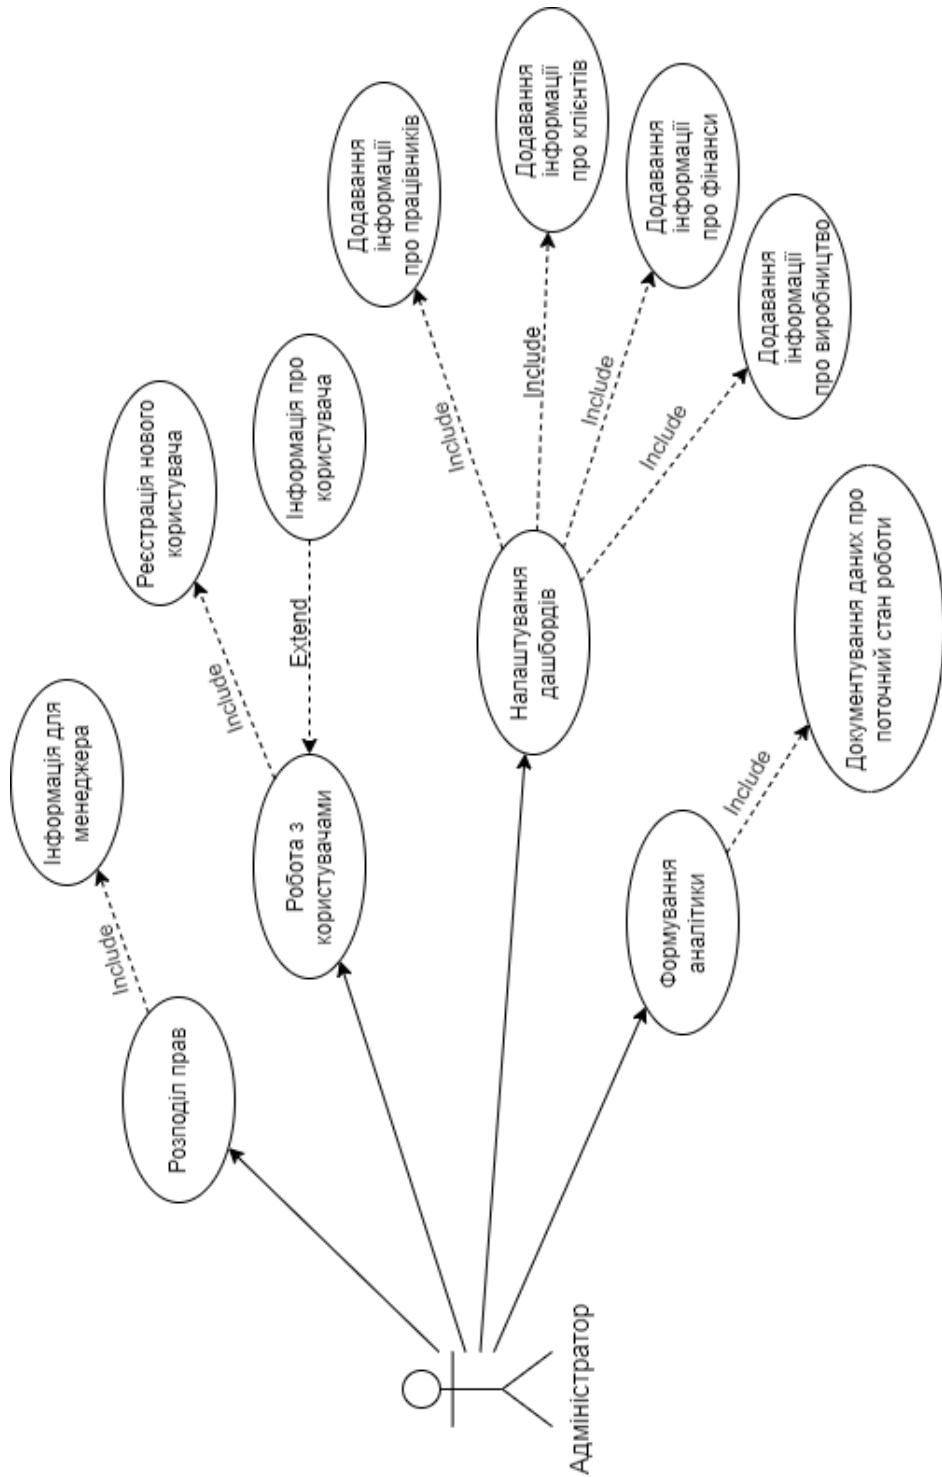 Адміністратор
Розподіл прав
Include
Інформація для
менеджера
Робота з
користувачами
Include
Реєстрація нового
користувача
Extend
Інформація про
користувача
Налаштування
дашбордів
Include
Додавання
інформації
про працівників
Include
Додавання
інформації
про клієнтів
Include
Додавання
інформації
про фінанси
Include
Додавання
інформації
про виробництво
Формування
аналітики
Include
Документування даних про
поточний стан роботи